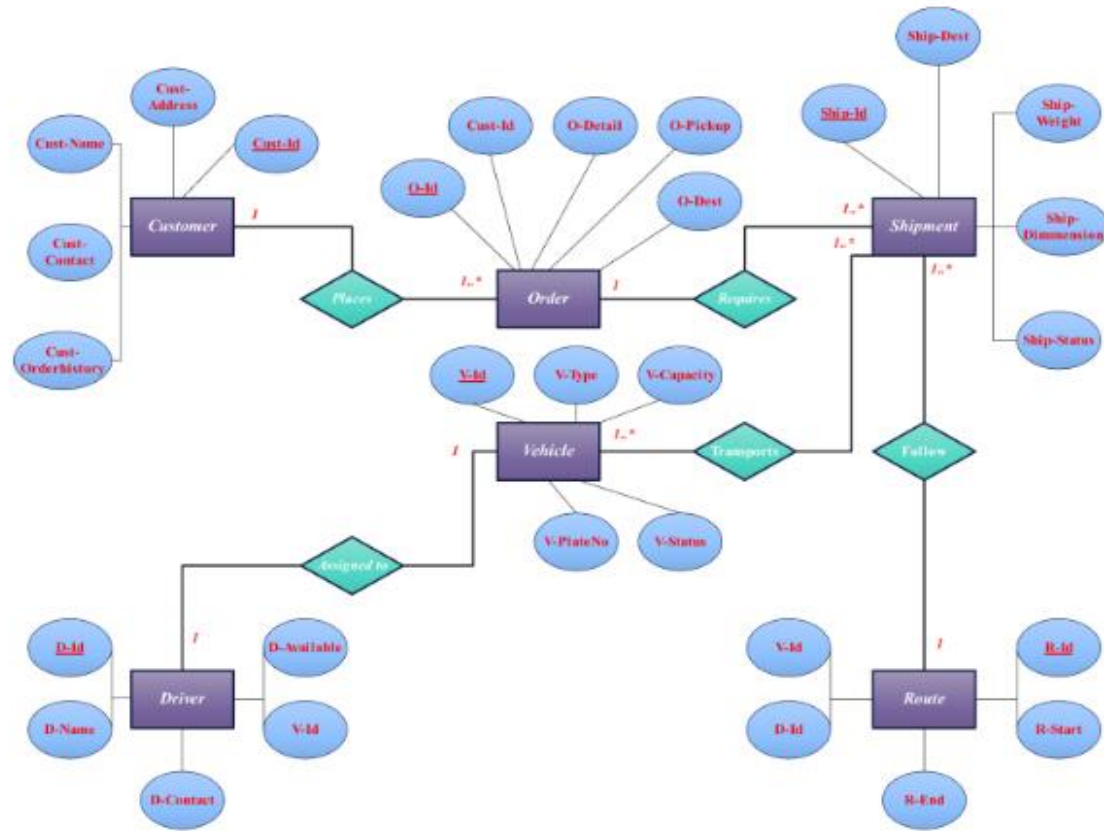 Ship-Dest
Cust-
Address
Ship-Id
Ship-
Weight
Cust-Name
Cust-Id
Cust-Id
O-Detail
O-Pickup
O-Id
O-Dest
Customer
1
1..*
Shipment
Ship-
Dimmension
1..*
Cust-
Contact
1..*
Places
1..*
Order
1
Requires
Cust-
Orderhistory
Ship-Status
V-Id
V-Type
V-Capacity
1
Vehicle
1..*
Transports
Follow
V-PlateNo
V-Status
Assigned to
1
1
D-Id
D-Available
V-Id
R-Id
Driver
Route
D-Name
V-Id
D-Id
R-Start
D-Contact
R-End